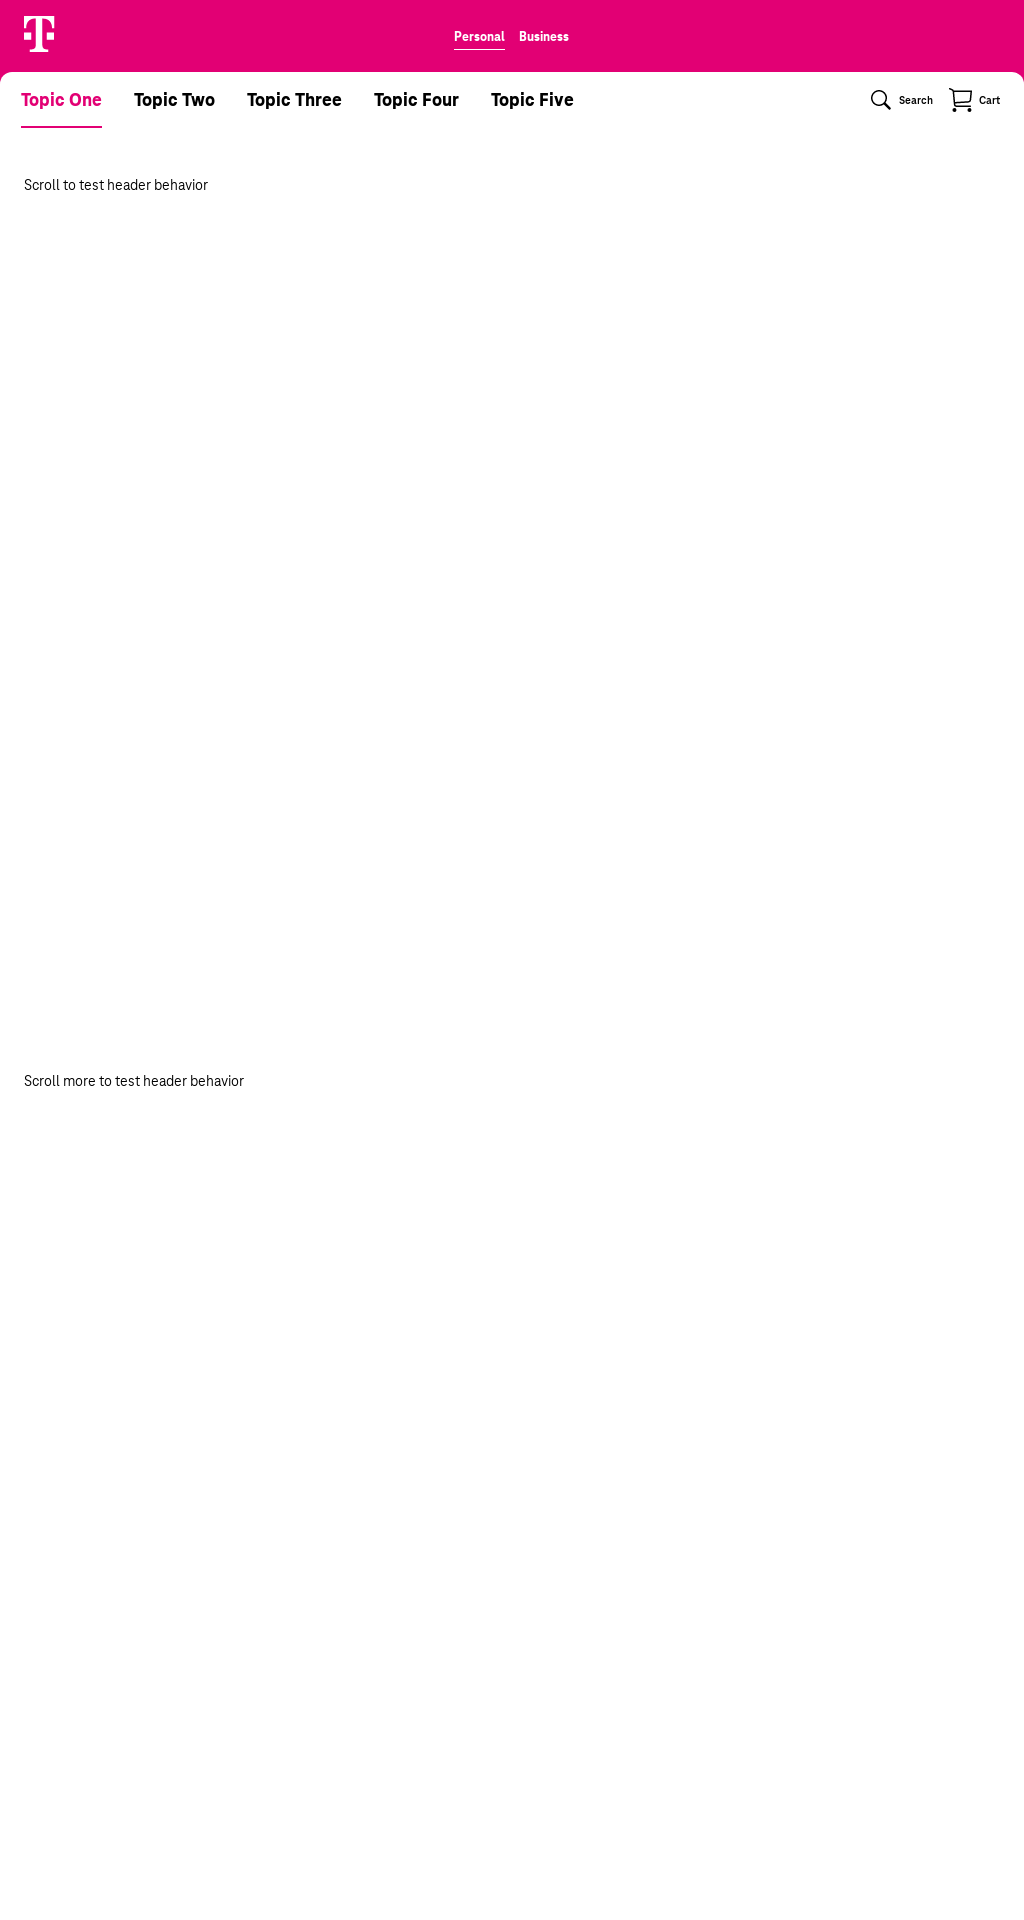 Personal Business
Topic One Topic Two Topic Three Topic Four Topic Five Search Cart
Scroll to test header behavior
Scroll more to test header behavior